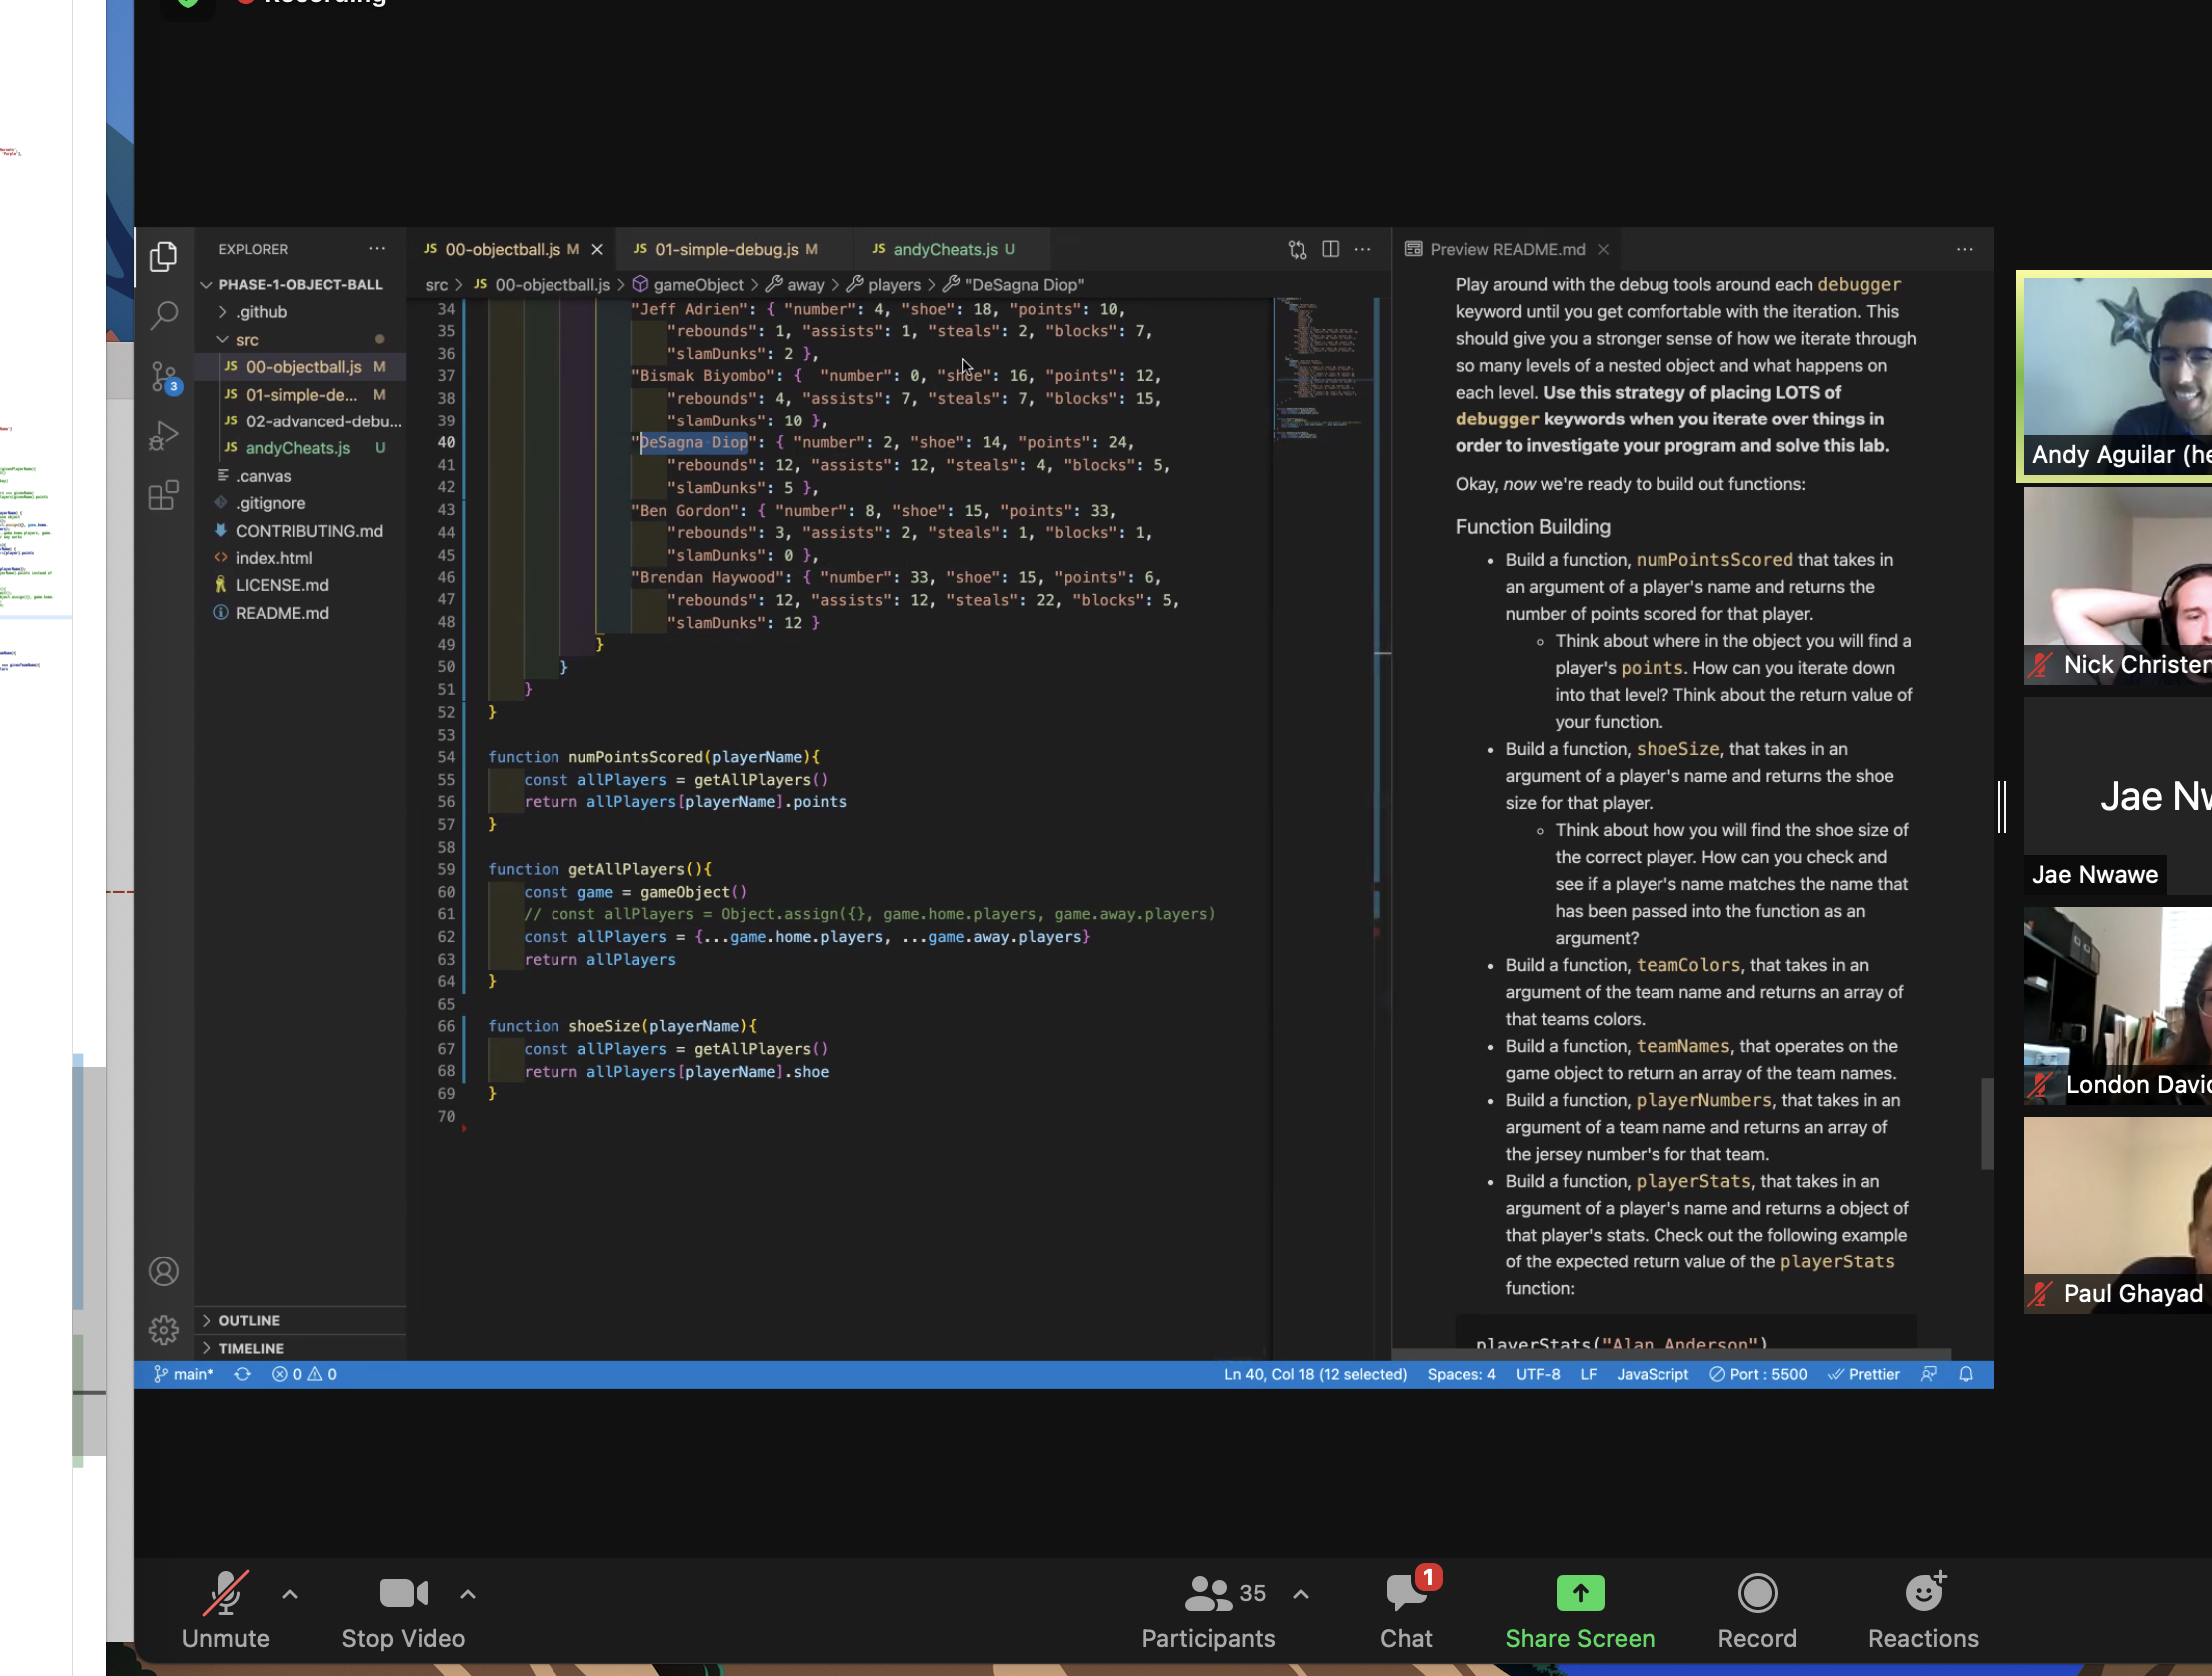 Recording
EXPLORER
PHASE-1-OBJECT-BALL
.github
src
JS 00-objectball.js M
JS 01-simple-de... M
JS 02-advanced-debu...
JS andyCheats.js U
.canvas
.gitignore
CONTRIBUTING.md
index.html
LICENSE.md
README.md
OUTLINE
TIMELINE
3
JS 00-objectball.js M
JS 01-simple-debug.js M
JS andyCheats.js U
src > JS 00-objectball.js > gameObject > away > players > "DeSagna Diop"
34 "Jeff Adrien": { "number": 4, "shoe": 18, "points": 10,
35 "rebounds": 1, "assists": 1, "steals": 2, "blocks": 7,
36 "slamDunks": 2 },
37 "Bismak Biyombo": { "number": 0, "shoe": 16, "points": 12,
38 "rebounds": 4, "assists": 7, "steals": 7, "blocks": 15,
39 "slamDunks": 10 },
40 "DeSagna Diop": { "number": 2, "shoe": 14, "points": 24,
41 "rebounds": 12, "assists": 12, "steals": 4, "blocks": 5,
42 "slamDunks": 5 },
43 "Ben Gordon": { "number": 8, "shoe": 15, "points": 33,
44 "rebounds": 3, "assists": 2, "steals": 1, "blocks": 1,
45 "slamDunks": 0 },
46 "Brendan Haywood": { "number": 33, "shoe": 15, "points": 6,
47 "rebounds": 12, "assists": 12, "steals": 22, "blocks": 5,
48 "slamDunks": 12 }
49 }
50 }
51 }
52 }
53
54 function numPointsScored(playerName){
55 const allPlayers = getAllPlayers()
56 return allPlayers[playerName].points
57 }
58
59 function getAllPlayers(){
60 const game = gameObject()
61 // const allPlayers = Object.assign({}, game.home.players, game.away.players)
62 const allPlayers = {...game.home.players, ...game.away.players}
63 return allPlayers
64 }
65
66 function shoeSize(playerName){
67 const allPlayers = getAllPlayers()
68 return allPlayers[playerName].shoe
69 }
70
Preview README.md
Play around with the debug tools around each debugger
keyword until you get comfortable with the iteration. This
should give you a stronger sense of how we iterate through
so many levels of a nested object and what happens on
each level. Use this strategy of placing LOTS of
debugger keywords when you iterate over things in
order to investigate your program and solve this lab.
Okay, now we're ready to build out functions:
Function Building
• Build a function, numPointsScored that takes in
an argument of a player's name and returns the
number of points scored for that player.
◦ Think about where in the object you will find a
player's points. How can you iterate down
into that level? Think about the return value of
your function.
• Build a function, shoeSize, that takes in an
argument of a player's name and returns the shoe
size for that player.
◦ Think about how you will find the shoe size of
the correct player. How can you check and
see if a player's name matches the name that
has been passed into the function as an
argument?
• Build a function, teamColors, that takes in an
argument of the team name and returns an array of
that teams colors.
• Build a function, teamNames, that operates on the
game object to return an array of the team names.
• Build a function, playerNumbers, that takes in an
argument of a team name and returns an array of
the jersey number's for that team.
• Build a function, playerStats, that takes in an
argument of a player's name and returns a object of
that player's stats. Check out the following example
of the expected return value of the playerStats
function:
playerStats("Alan Anderson")
main* 0 0
Ln 40, Col 18 (12 selected) Spaces: 4 UTF-8 LF JavaScript Port : 5500 Prettier
Andy Aguilar (he
Nick Christen
Jae Nw
Jae Nwawe
London Davi
Paul Ghayad
Unmute
Stop Video
35
Participants
1
Chat
Share Screen
Record
Reactions